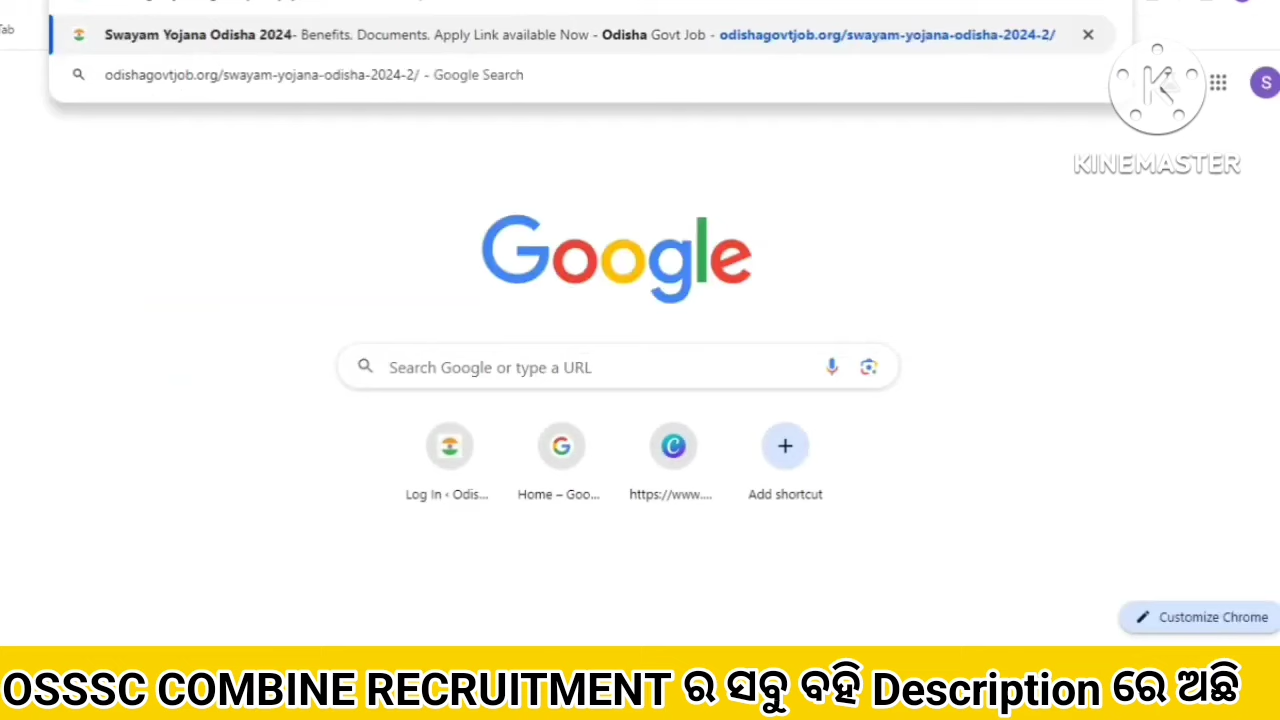 ab
Swayam Yojana Odisha 2024- Benefits. Documents. Apply Link available Now - Odisha Govt Job - odishagovtjob.org/swayam-yojana-odisha-2024-2/
odishagovtjob.org/swayam-yojana-odisha-2024-2/ - Google Search
S
K
KINEMASTER
Google
Search Google or type a URL
Log In ‹ Odis... Home – Goo... https://www.... Add shortcut
Customize Chrome
OSSSC COMBINE RECRUITMENT ର ସବୁ ବହି Description ରେ ଅଛି